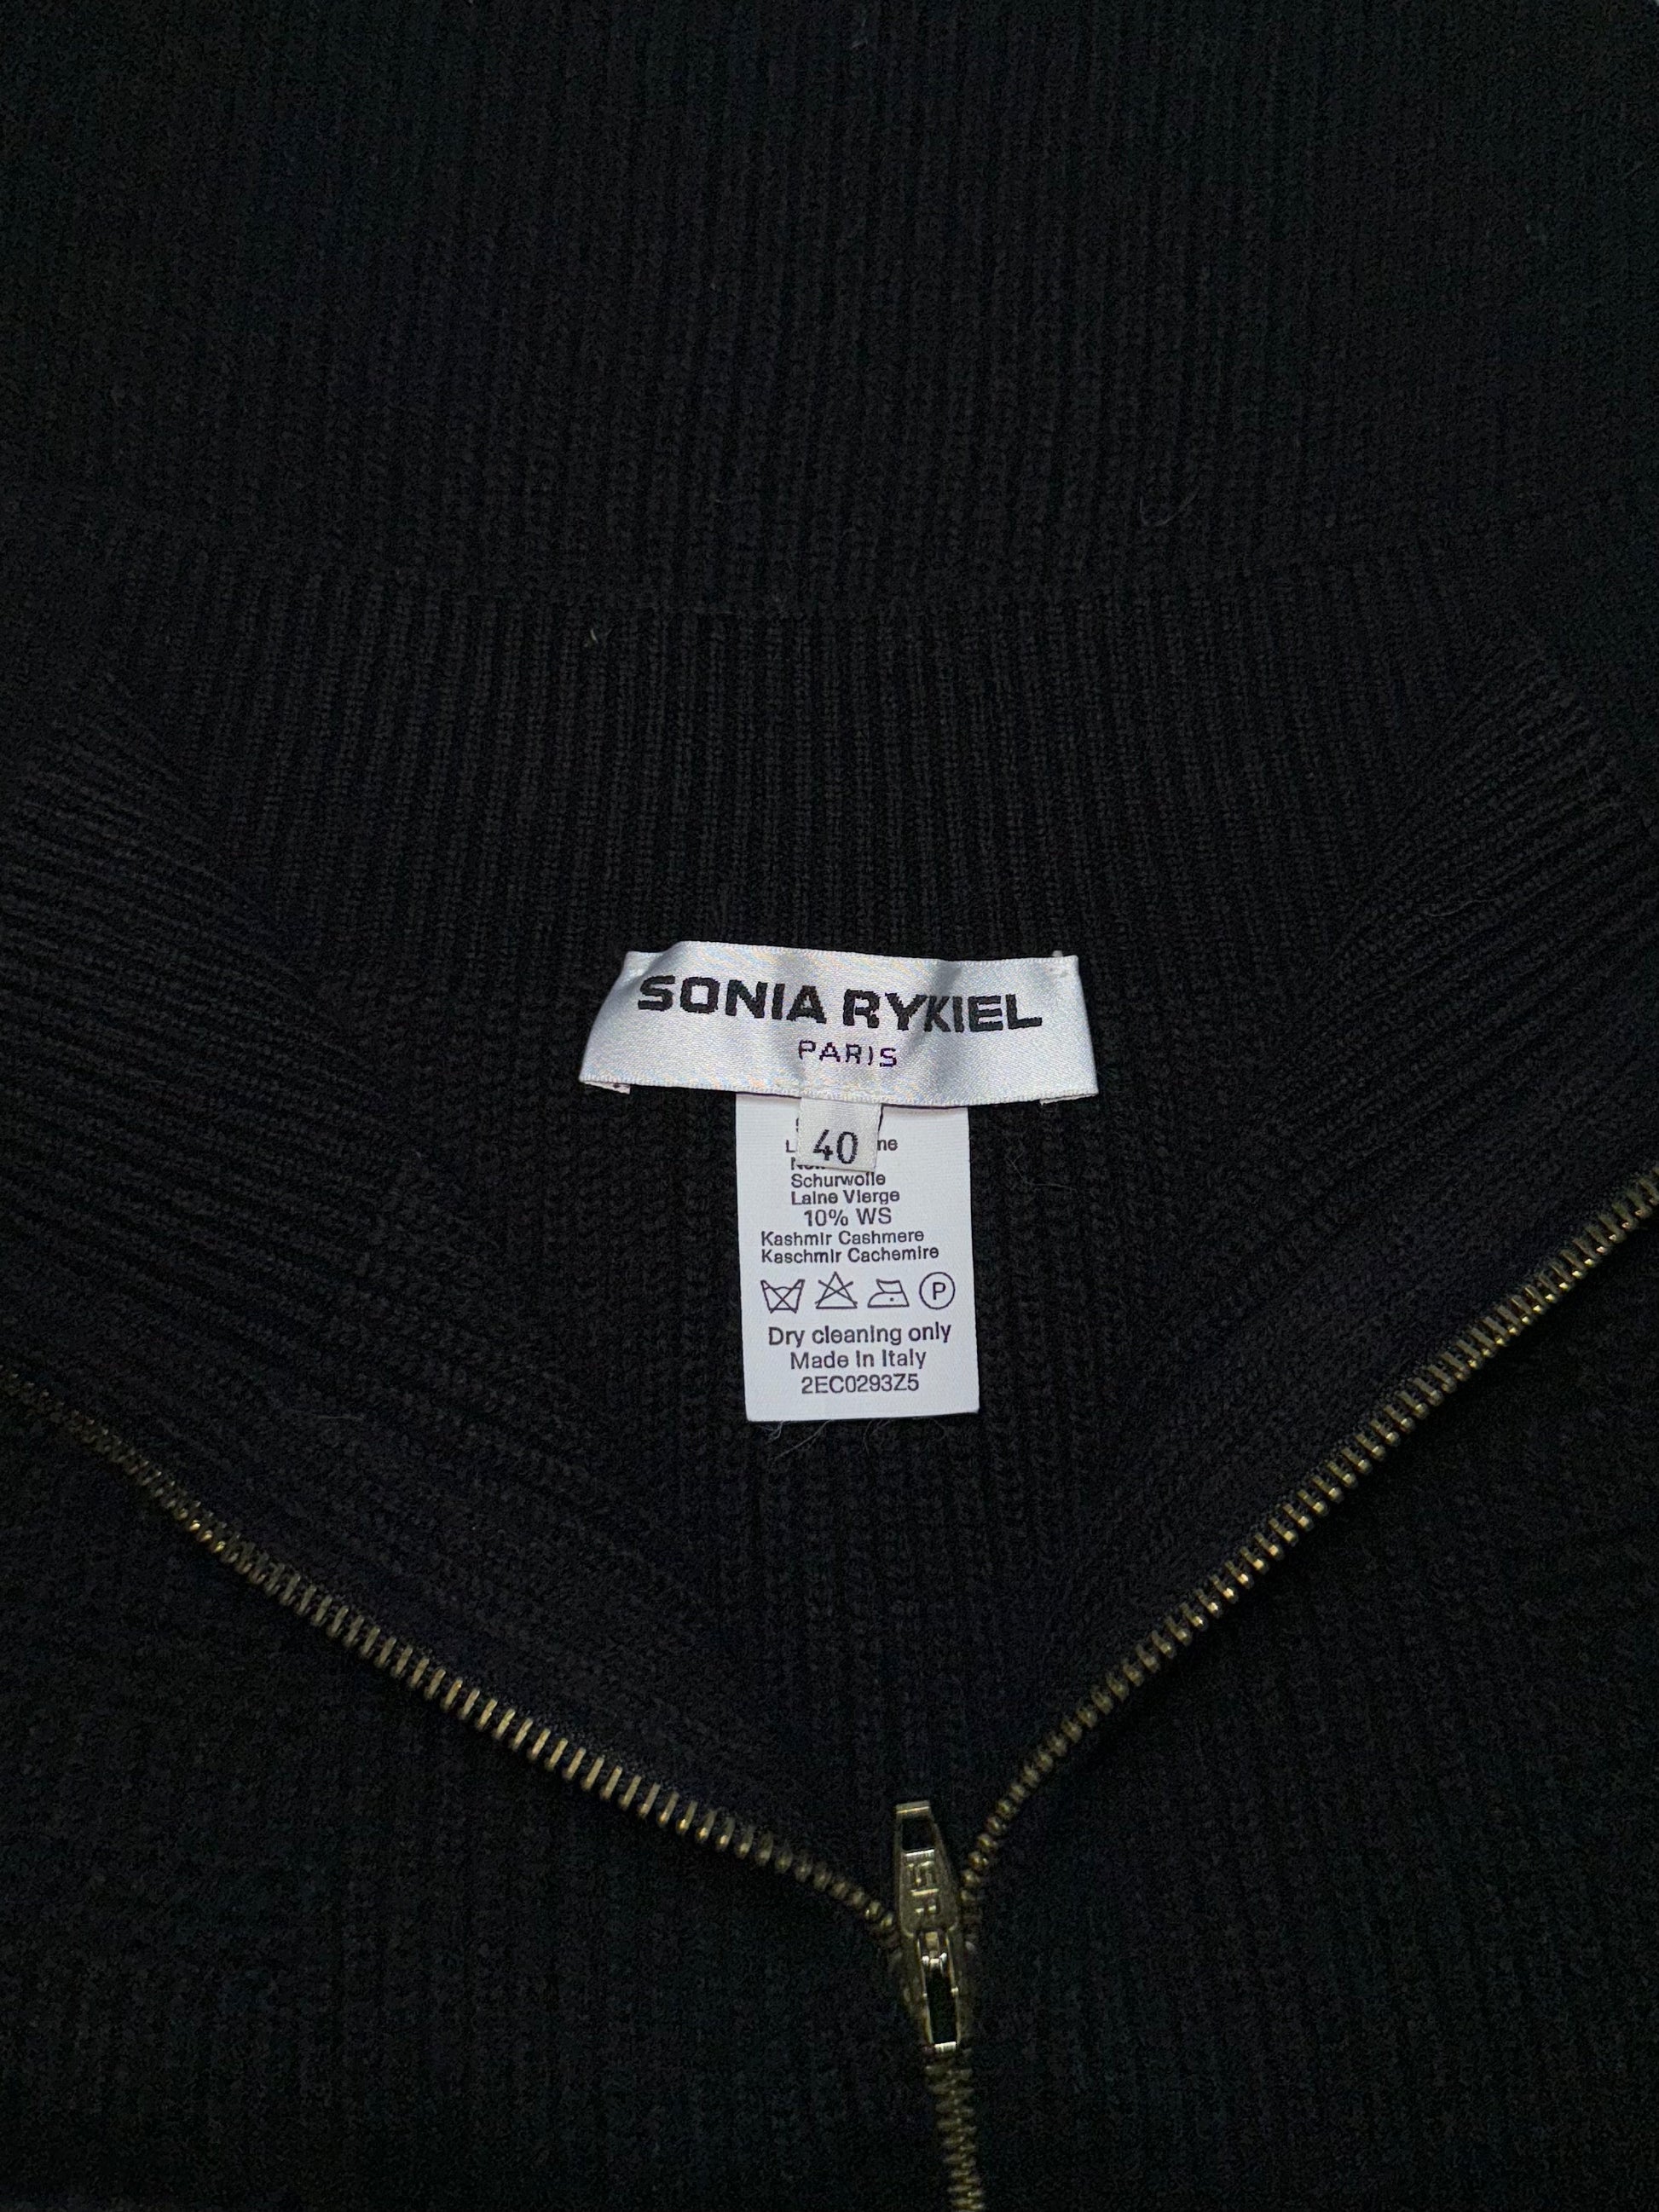 SONIA RYKIEL
PARIS
40
Schurwolle
Laine Vierge
10% WS
Kashmir Cashmere
Kaschmir Cachemire
P
Dry cleaning only
Made in Italy
2EC0293Z5